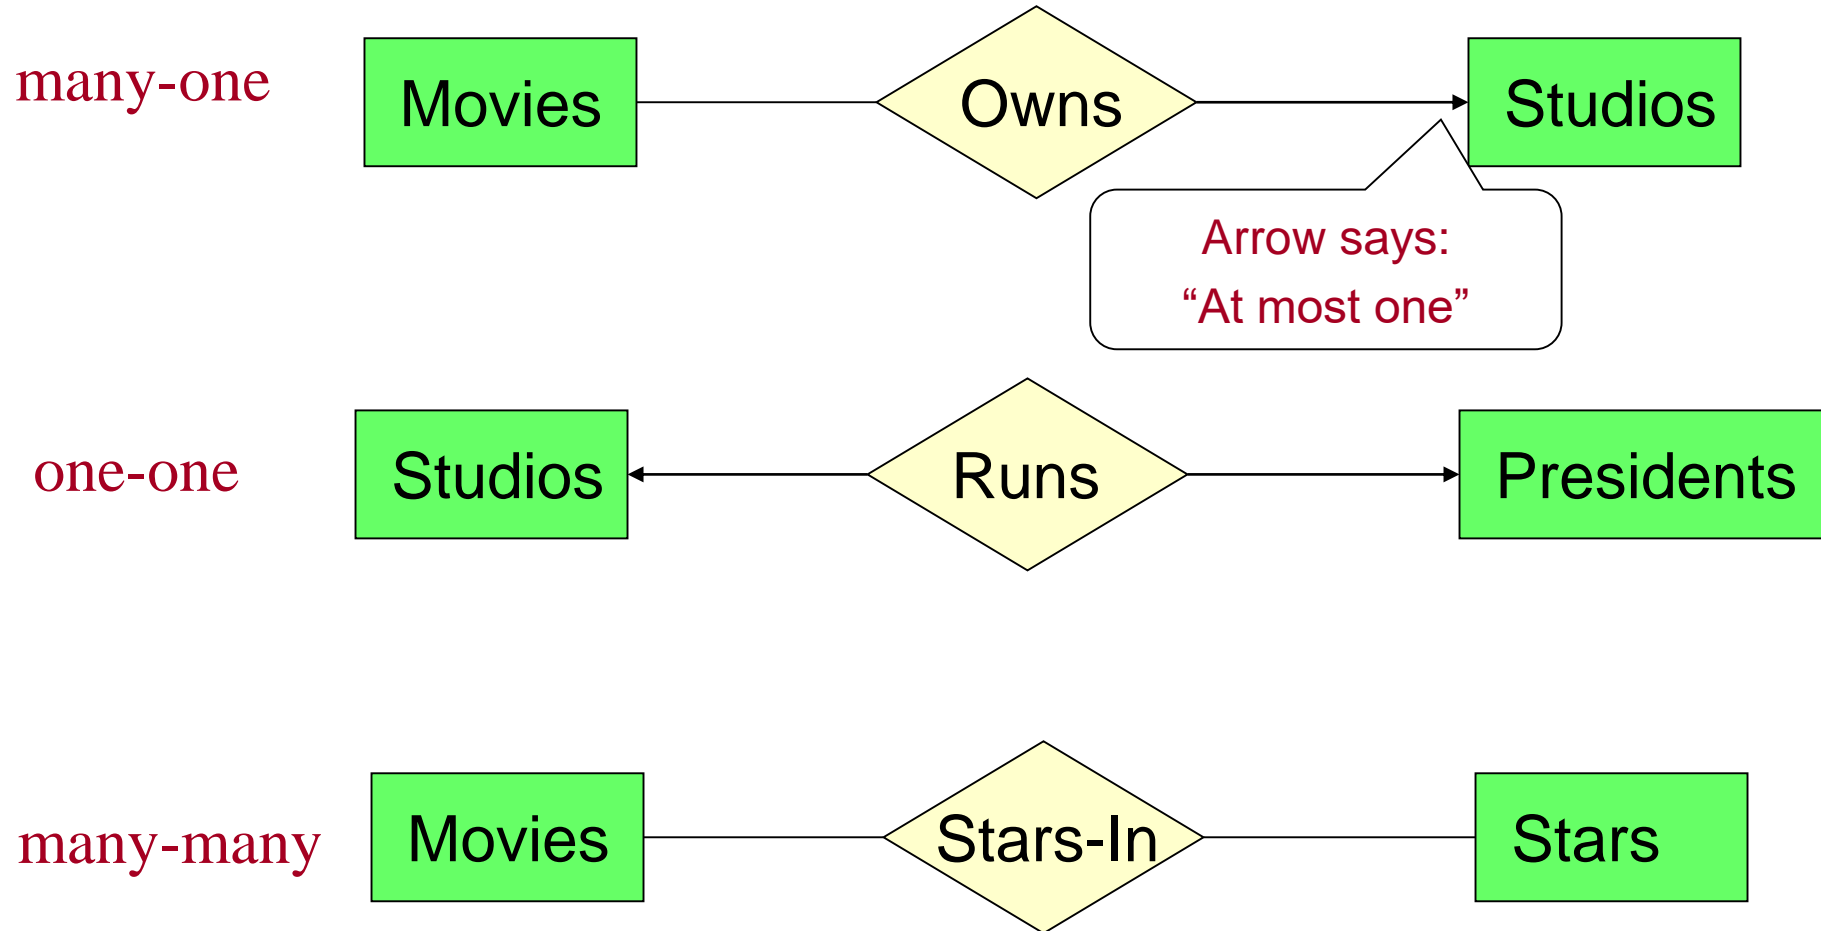 many-one
Movies
Owns
Studios
Arrow says:
“At most one”
one-one
Studios
Runs
Presidents
many-many
Movies
Stars-In
Stars